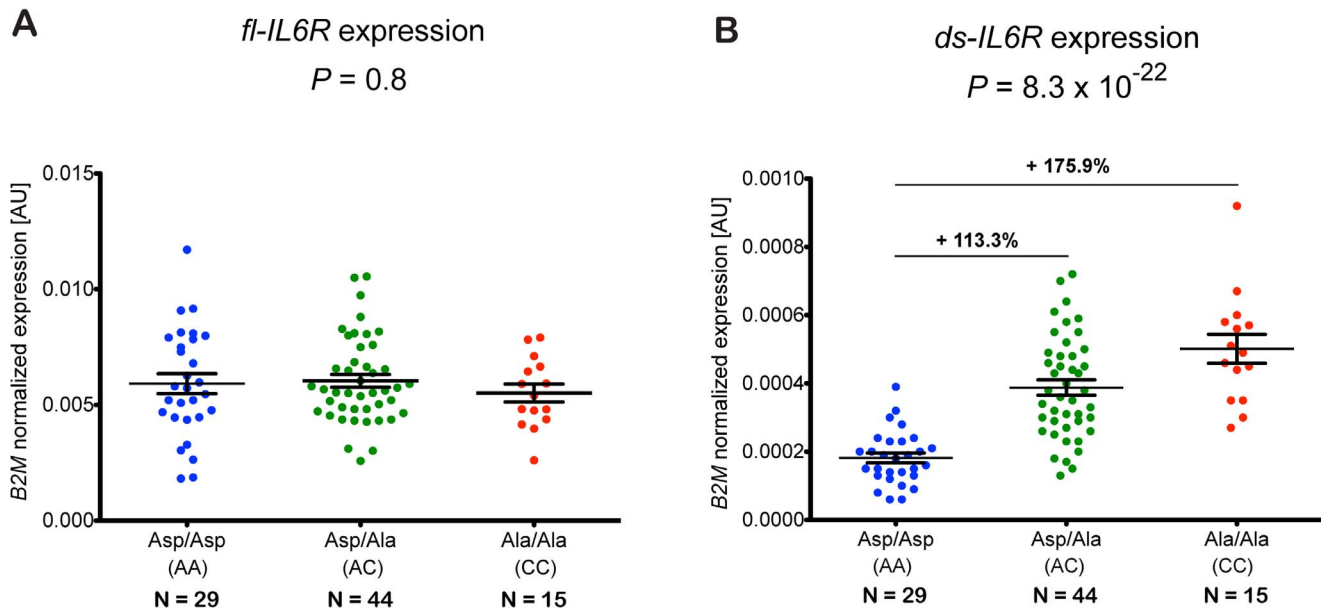 A
fl-IL6R expression
P = 0.8
B2M normalized expression [AU]
0.015
0.010
0.005
0.000
Asp/Asp
(AA)
N = 29
Asp/Ala
(AC)
N = 44
Ala/Ala
(CC)
N = 15
B
ds-IL6R expression
P = 8.3 x 10^-22
B2M normalized expression [AU]
0.0010
0.0008
0.0006
0.0004
0.0002
0.0000
+ 175.9%
+ 113.3%
Asp/Asp
(AA)
N = 29
Asp/Ala
(AC)
N = 44
Ala/Ala
(CC)
N = 15